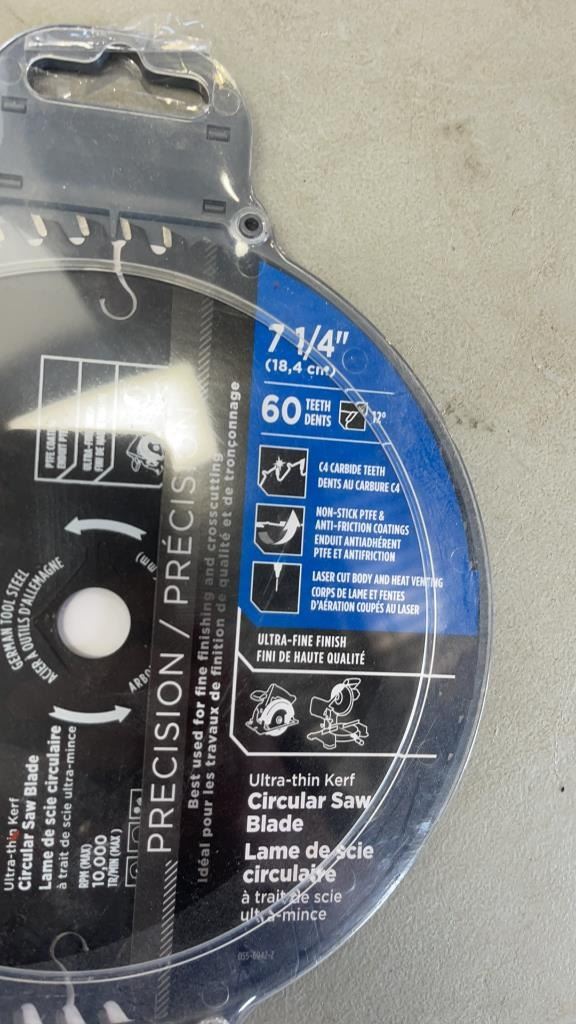 7 1/4"
(18,4 cm)
60 TEETH
DENTS
12°
C4 CARBIDE TEETH
DENTS AU CARBURE C4
NON-STICK PTFE &
ANTI-FRICTION COATINGS
ENDUIT ANTIADHÉRENT
PTFE ET ANTIFRICTION
LASER CUT BODY AND HEAT VENTING
CORPS DE LAME ET FENTES
D'AÉRATION COUPÉS AU LASER
ULTRA-FINE FINISH
FINI DE HAUTE QUALITÉ
Ultra-thin Kerf
Circular Saw
Blade
Lame de scie
circulaire
à trait de scie
ultra-mince
055-6942-2
PRECISION / PRÉCISION
Best used for fine finishing and crosscutting
Idéal pour les travaux de finition de qualité et de tronçonnage
GERMAN TOOL STEEL
ACIER À OUTILS D'ALLEMAGNE
Ultra-thin Kerf
Circular Saw Blade
Lame de scie circulaire
à trait de scie ultra-mince
RPM (MAX)
10,000
TR/MIN (MAX)